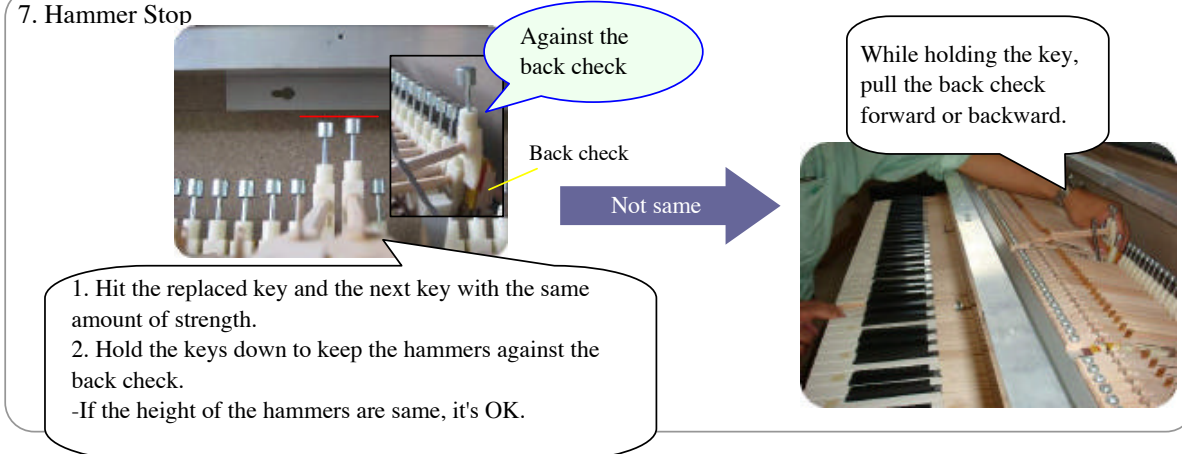 7. Hammer Stop
Against the
back check
Back check
1. Hit the replaced key and the next key with the same
amount of strength.
2. Hold the keys down to keep the hammers against the
back check.
-If the height of the hammers are same, it's OK.
Not same
While holding the key,
pull the back check
forward or backward.